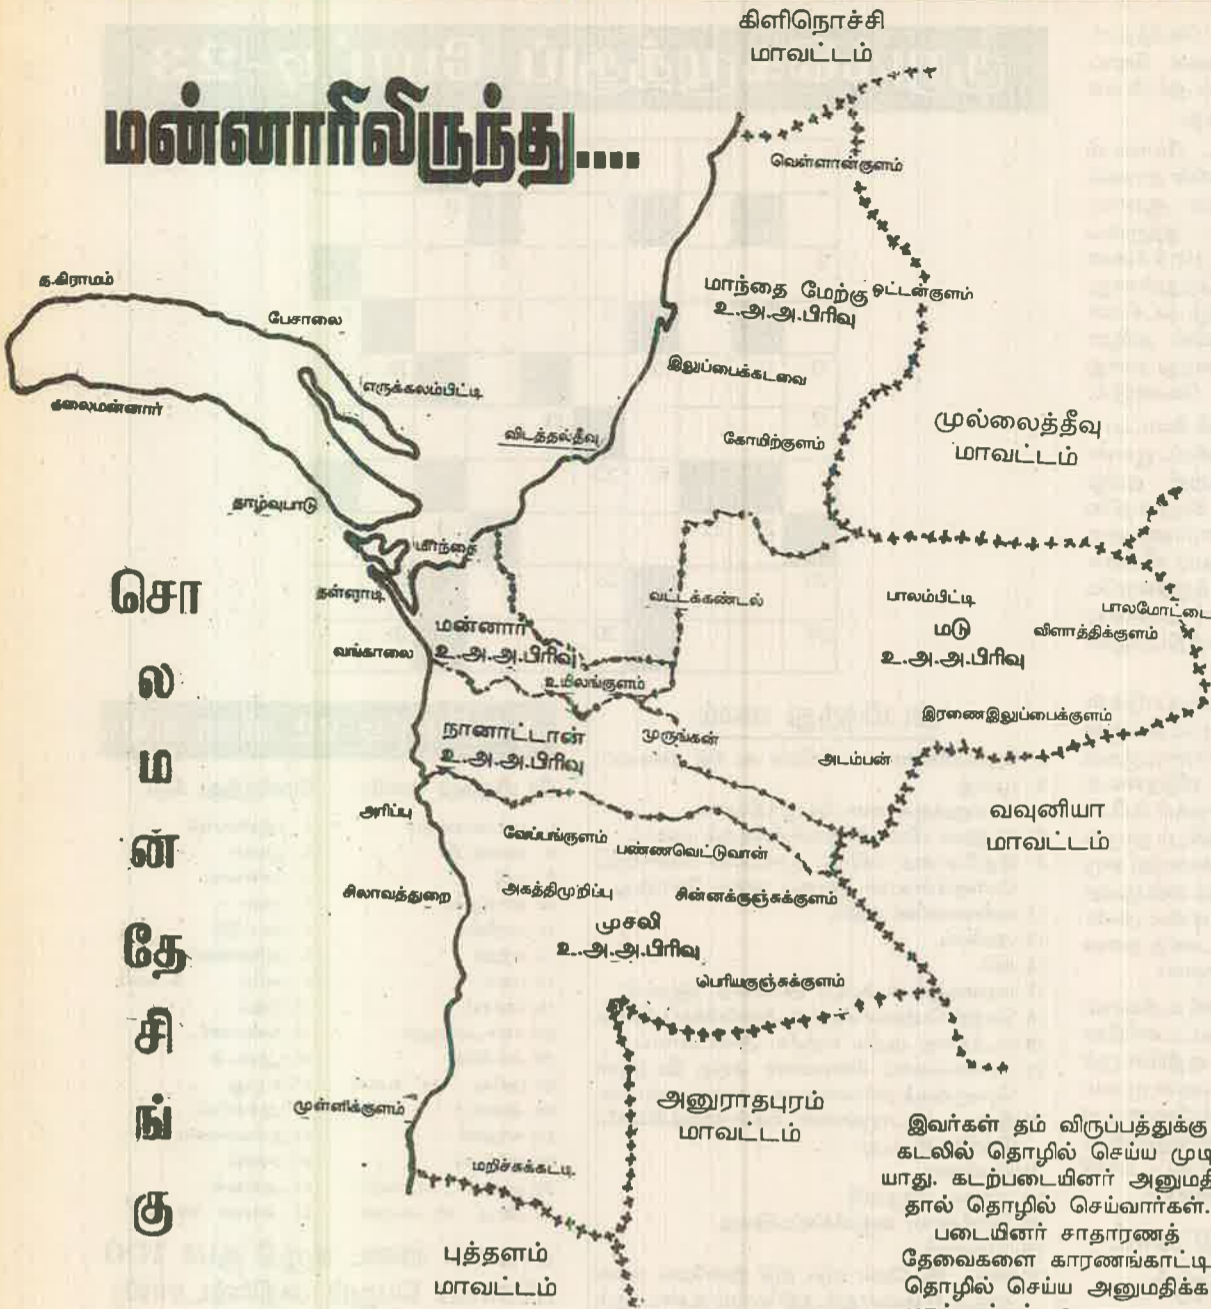 கிளிநொச்சி
மாவட்டம்
மன்னாரிலிருந்து....
வெள்ளான்குளம்
த.கிராமம்
பேசாலை
மாந்தை மேற்கு
உ.அ.அ.பிரிவு
ஒட்டன்குளம்
எருக்கலம்பிட்டி
இலுப்பைக்கடவை
தலைமன்னார்
விடத்தல்தீவு
கோயிற்குளம்
முல்லைத்தீவு
மாவட்டம்
தாழ்வுபாடு
மாந்தை
தள்ளாடி
வட்டக்கண்டல்
பாலம்பிட்டி
மடு
உ.அ.அ.பிரிவு
பாலமோட்டை
விளாத்திக்குளம்
மன்னார்
உ.அ.அ.பிரிவு
வங்காலை
உயிலங்குளம்
இரணைஇலுப்பைக்குளம்
நானாட்டான்
உ.அ.அ.பிரிவு
முருங்கன்
அடம்பன்
வவுனியா
மாவட்டம்
அரிப்பு
வேப்பங்குளம்
பண்ணவெட்டுவான்
சிலாவத்துறை
அகத்திமுறிப்பு
சின்னக்குஞ்சுக்குளம்
முசலி
உ.அ.அ.பிரிவு
பெரியகுஞ்சுக்குளம்
சொ
ல
ம
ன்
தே
சி
ங்
கு
முள்ளிக்குளம்
அனுராதபுரம்
மாவட்டம்
மறிச்சுக்கட்டி
புத்தளம்
மாவட்டம்
இவர்கள் தம் விருப்பத்துக்கு
கடலில் தொழில் செய்ய முடி
யாது. கடற்படையினர் அனுமதி
தால் தொழில் செய்வார்கள்.
படையினர் சாதாரணத்
தேவைகளை காரணங்காட்டி
தொழில் செய்ய அனுமதிக்க